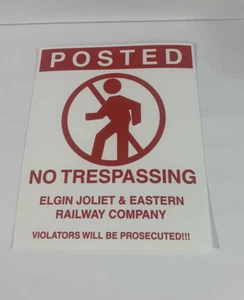 POSTED
NO TRESPASSING
ELGIN JOLIET & EASTERN
RAILWAY COMPANY
VIOLATORS WILL BE PROSECUTED!!!